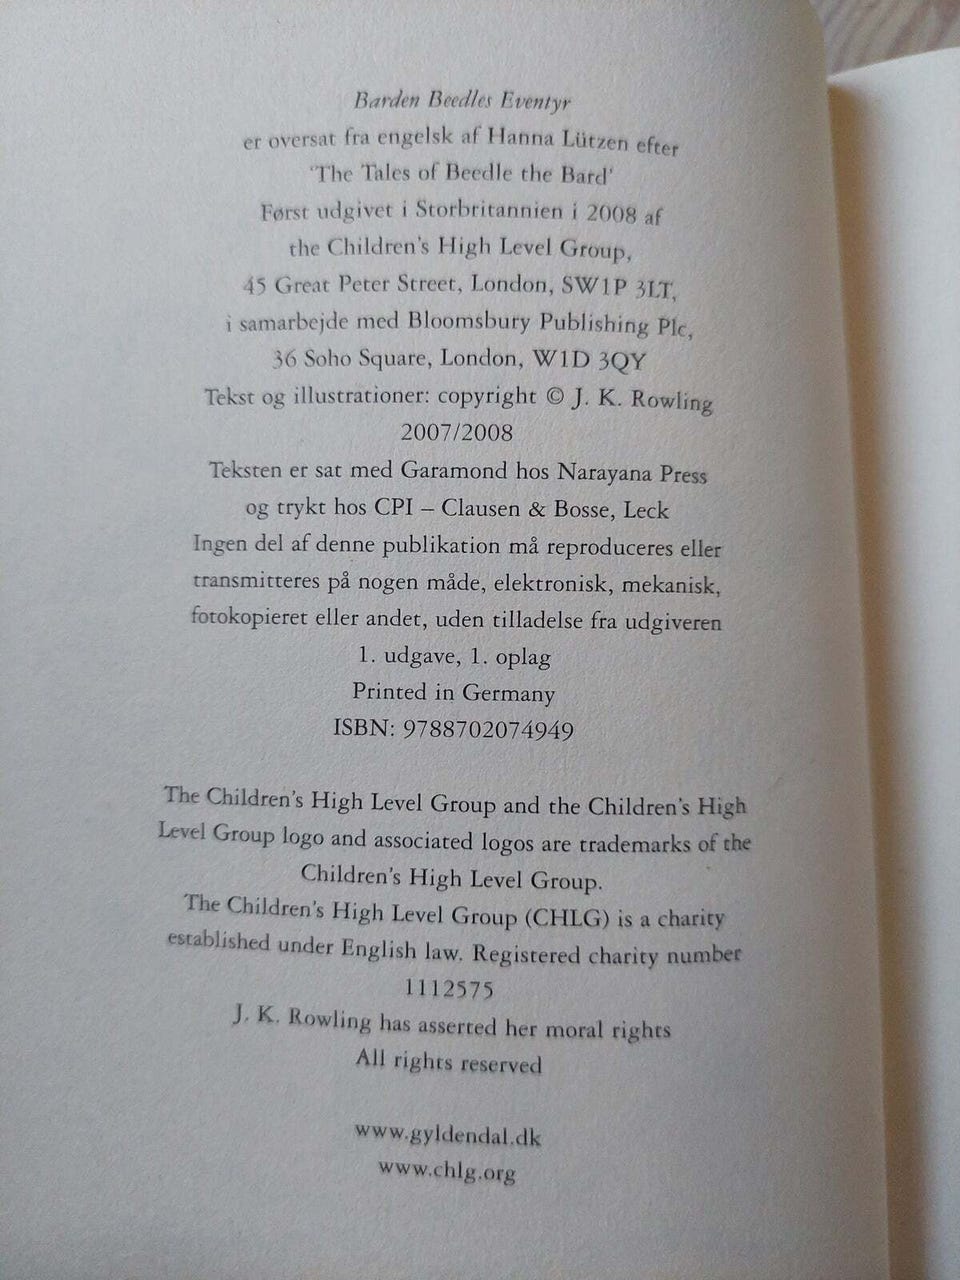 Barden Beedles Eventyr
er oversat fra engelsk af Hanna Lützen efter
'The Tales of Beedle the Bard'
Først udgivet i Storbritannien i 2008 af
the Children's High Level Group,
45 Great Peter Street, London, SW1P 3LT,
i samarbejde med Bloomsbury Publishing Plc,
36 Soho Square, London, W1D 3QY
Tekst og illustrationer: copyright © J. K. Rowling
2007/2008
Teksten er sat med Garamond hos Narayana Press
og trykt hos CPI – Clausen & Bosse, Leck
Ingen del af denne publikation må reproduceres eller
transmitteres på nogen måde, elektronisk, mekanisk,
fotokopieret eller andet, uden tilladelse fra udgiveren
1. udgave, 1. oplag
Printed in Germany
ISBN: 9788702074949
The Children's High Level Group and the Children's High
Level Group logo and associated logos are trademarks of the
Children's High Level Group.
The Children's High Level Group (CHLG) is a charity
established under English law. Registered charity number
1112575
J. K. Rowling has asserted her moral rights
All rights reserved
www.gyldendal.dk
www.chlg.org